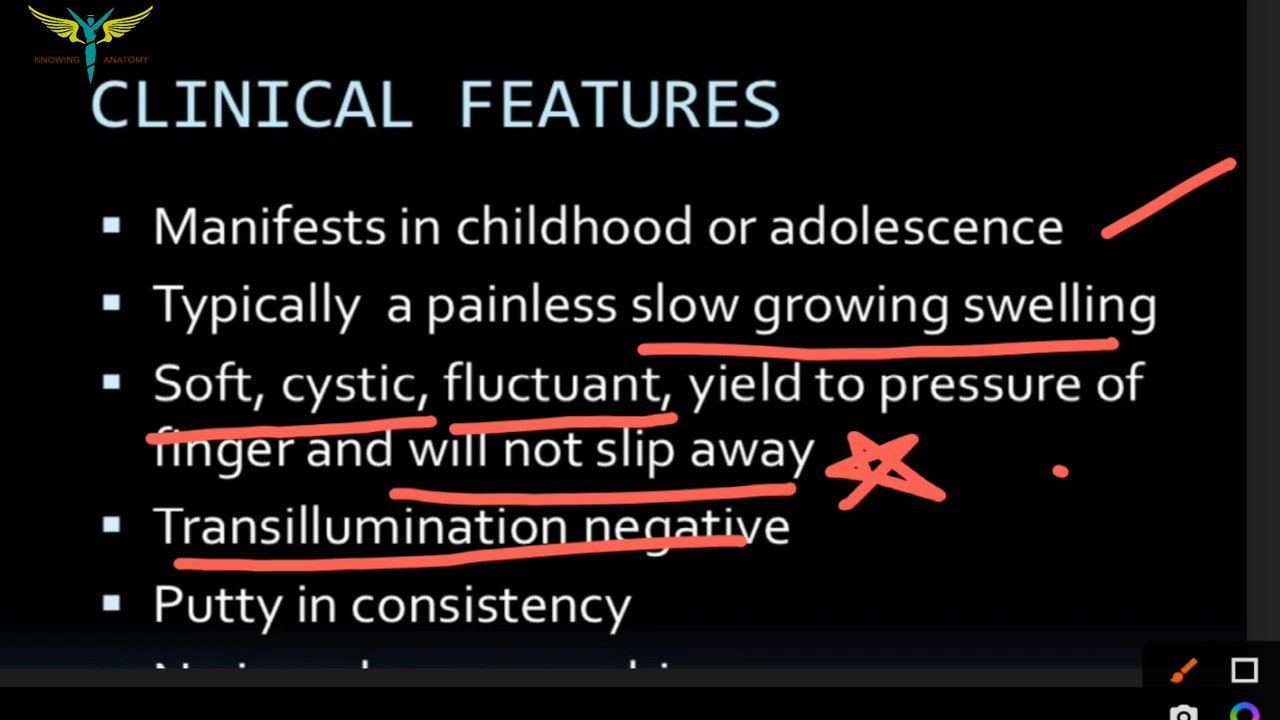 KNOWING ANATOMY
CLINICAL FEATURES
Manifests in childhood or adolescence
Typically a painless slow growing swelling
Soft, cystic, fluctuant, yield to pressure of
finger and will not slip away
Transillumination negative
Putty in consistency